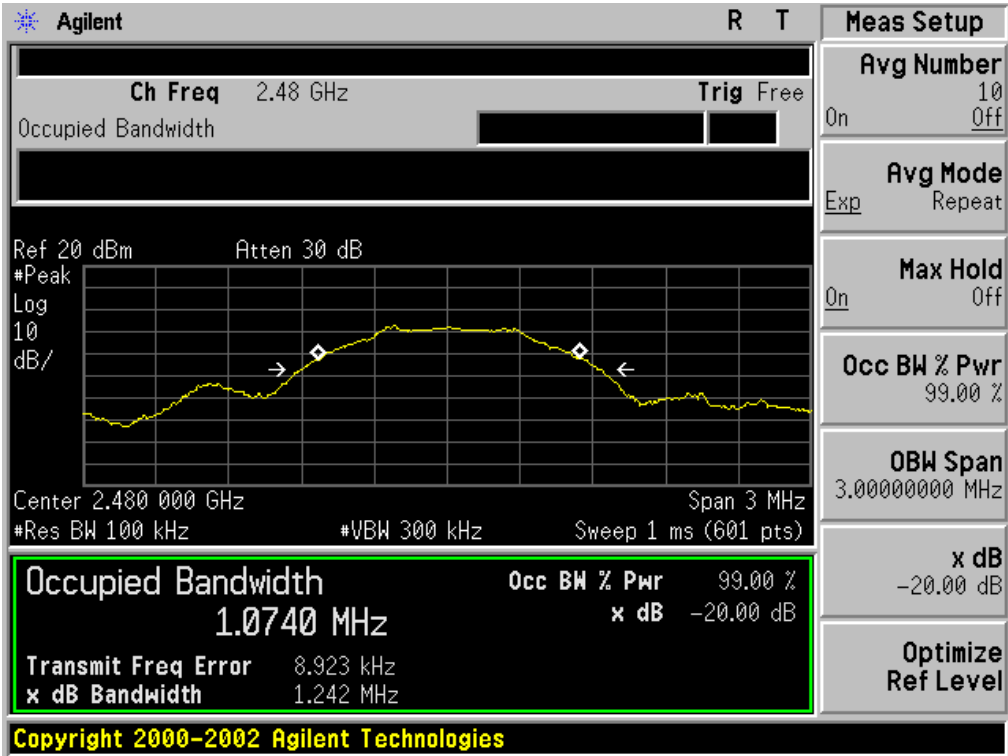 Agilent R T
Ch Freq 2.48 GHz Trig Free
Occupied Bandwidth
Ref 20 dBm Atten 30 dB
#Peak
Log
10
dB/
Center 2.480 000 GHz Span 3 MHz
#Res BW 100 kHz #VBW 300 kHz Sweep 1 ms (601 pts)
Occupied Bandwidth Occ BW % Pwr 99.00 %
1.0740 MHz x dB -20.00 dB
Transmit Freq Error 8.923 kHz
x dB Bandwidth 1.242 MHz
Copyright 2000-2002 Agilent Technologies
Meas Setup
Avg Number
10
On Off
Avg Mode
Exp Repeat
Max Hold
On Off
Occ BW % Pwr
99.00 %
OBW Span
3.00000000 MHz
x dB
-20.00 dB
Optimize
Ref Level